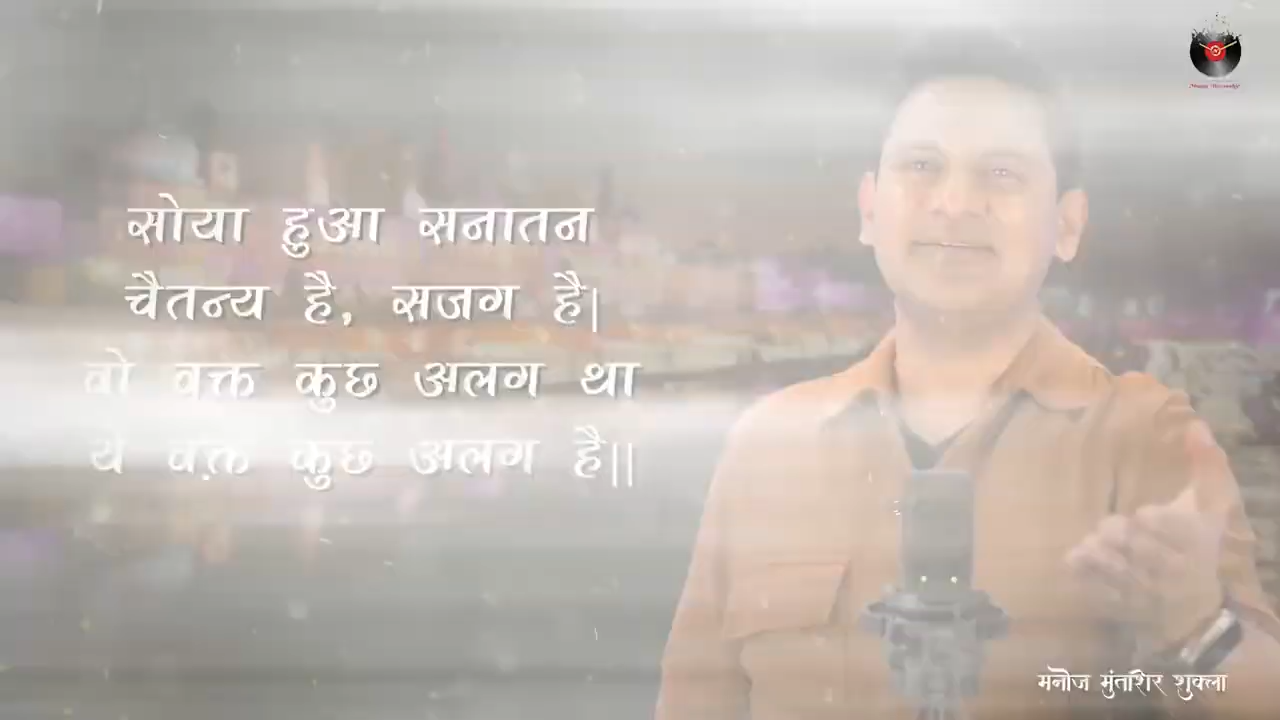 सोया हुआ सनातन
चैतन्य है, सजग है|
वो वक्त कुछ अलग था
ये वक़्त कुछ अलग है||
मनोज मुंतशिर शुक्ला